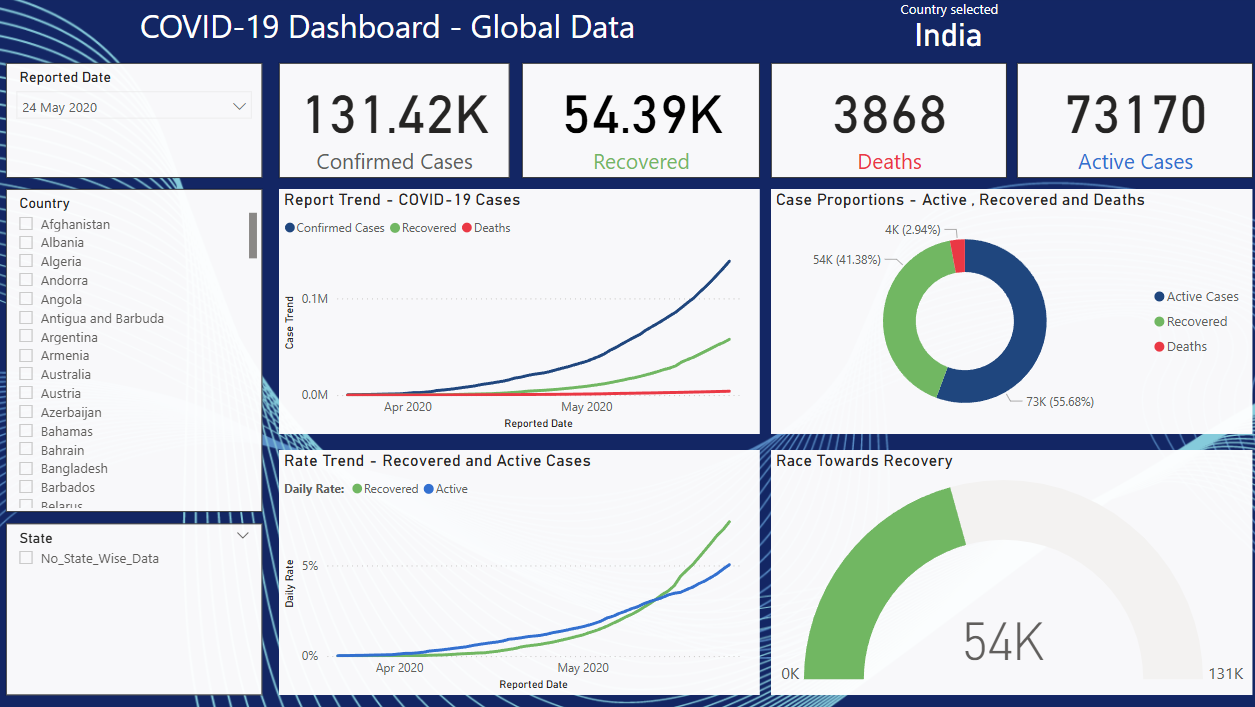 COVID-19 Dashboard - Global Data
Country selected
India
Reported Date
24 May 2020
131.42K
Confirmed Cases
54.39K
Recovered
3868
Deaths
73170
Active Cases
Country
Afghanistan
Albania
Algeria
Andorra
Angola
Antigua and Barbuda
Argentina
Armenia
Australia
Austria
Azerbaijan
Bahamas
Bahrain
Bangladesh
Barbados
Belarus
State
No_State_Wise_Data
Report Trend - COVID-19 Cases
Confirmed Cases Recovered Deaths
Case Trend
0.1M
0.0M
Apr 2020 May 2020
Reported Date
Case Proportions - Active , Recovered and Deaths
4K (2.94%)
54K (41.38%)
73K (55.68%)
Active Cases
Recovered
Deaths
Rate Trend - Recovered and Active Cases
Daily Rate: Recovered Active
Daily Rate
5%
0%
Apr 2020 May 2020
Reported Date
Race Towards Recovery
54K
0K 131K